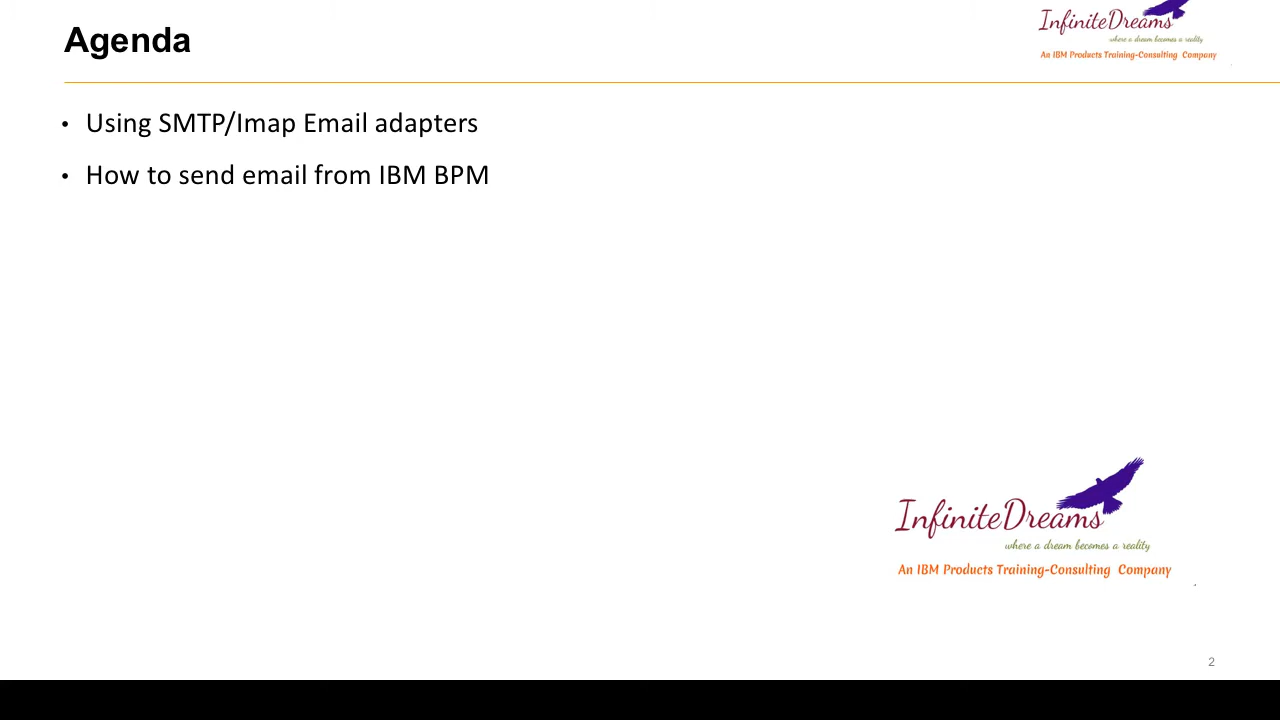 Agenda
InfiniteDreams
where a dream becomes a reality
An IBM Products Training-Consulting Company
• Using SMTP/Imap Email adapters
• How to send email from IBM BPM
InfiniteDreams
where a dream becomes a reality
An IBM Products Training-Consulting Company
2